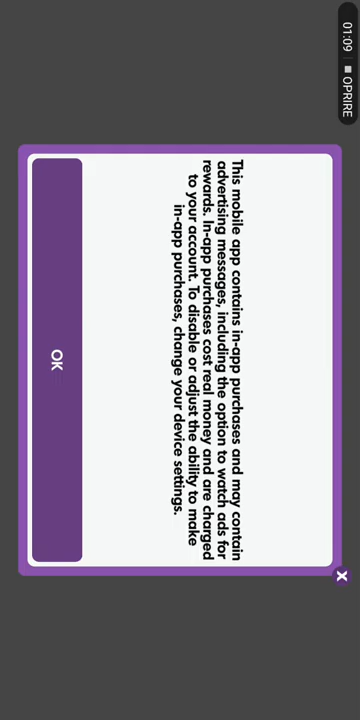 01:09 OPRIRE
This mobile app contains in-app purchases and may contain
advertising messages, including the option to watch ads for
rewards. In-app purchases cost real money and are charged
to your account. To disable or adjust the ability to make
in-app purchases, change your device settings.
OK
X